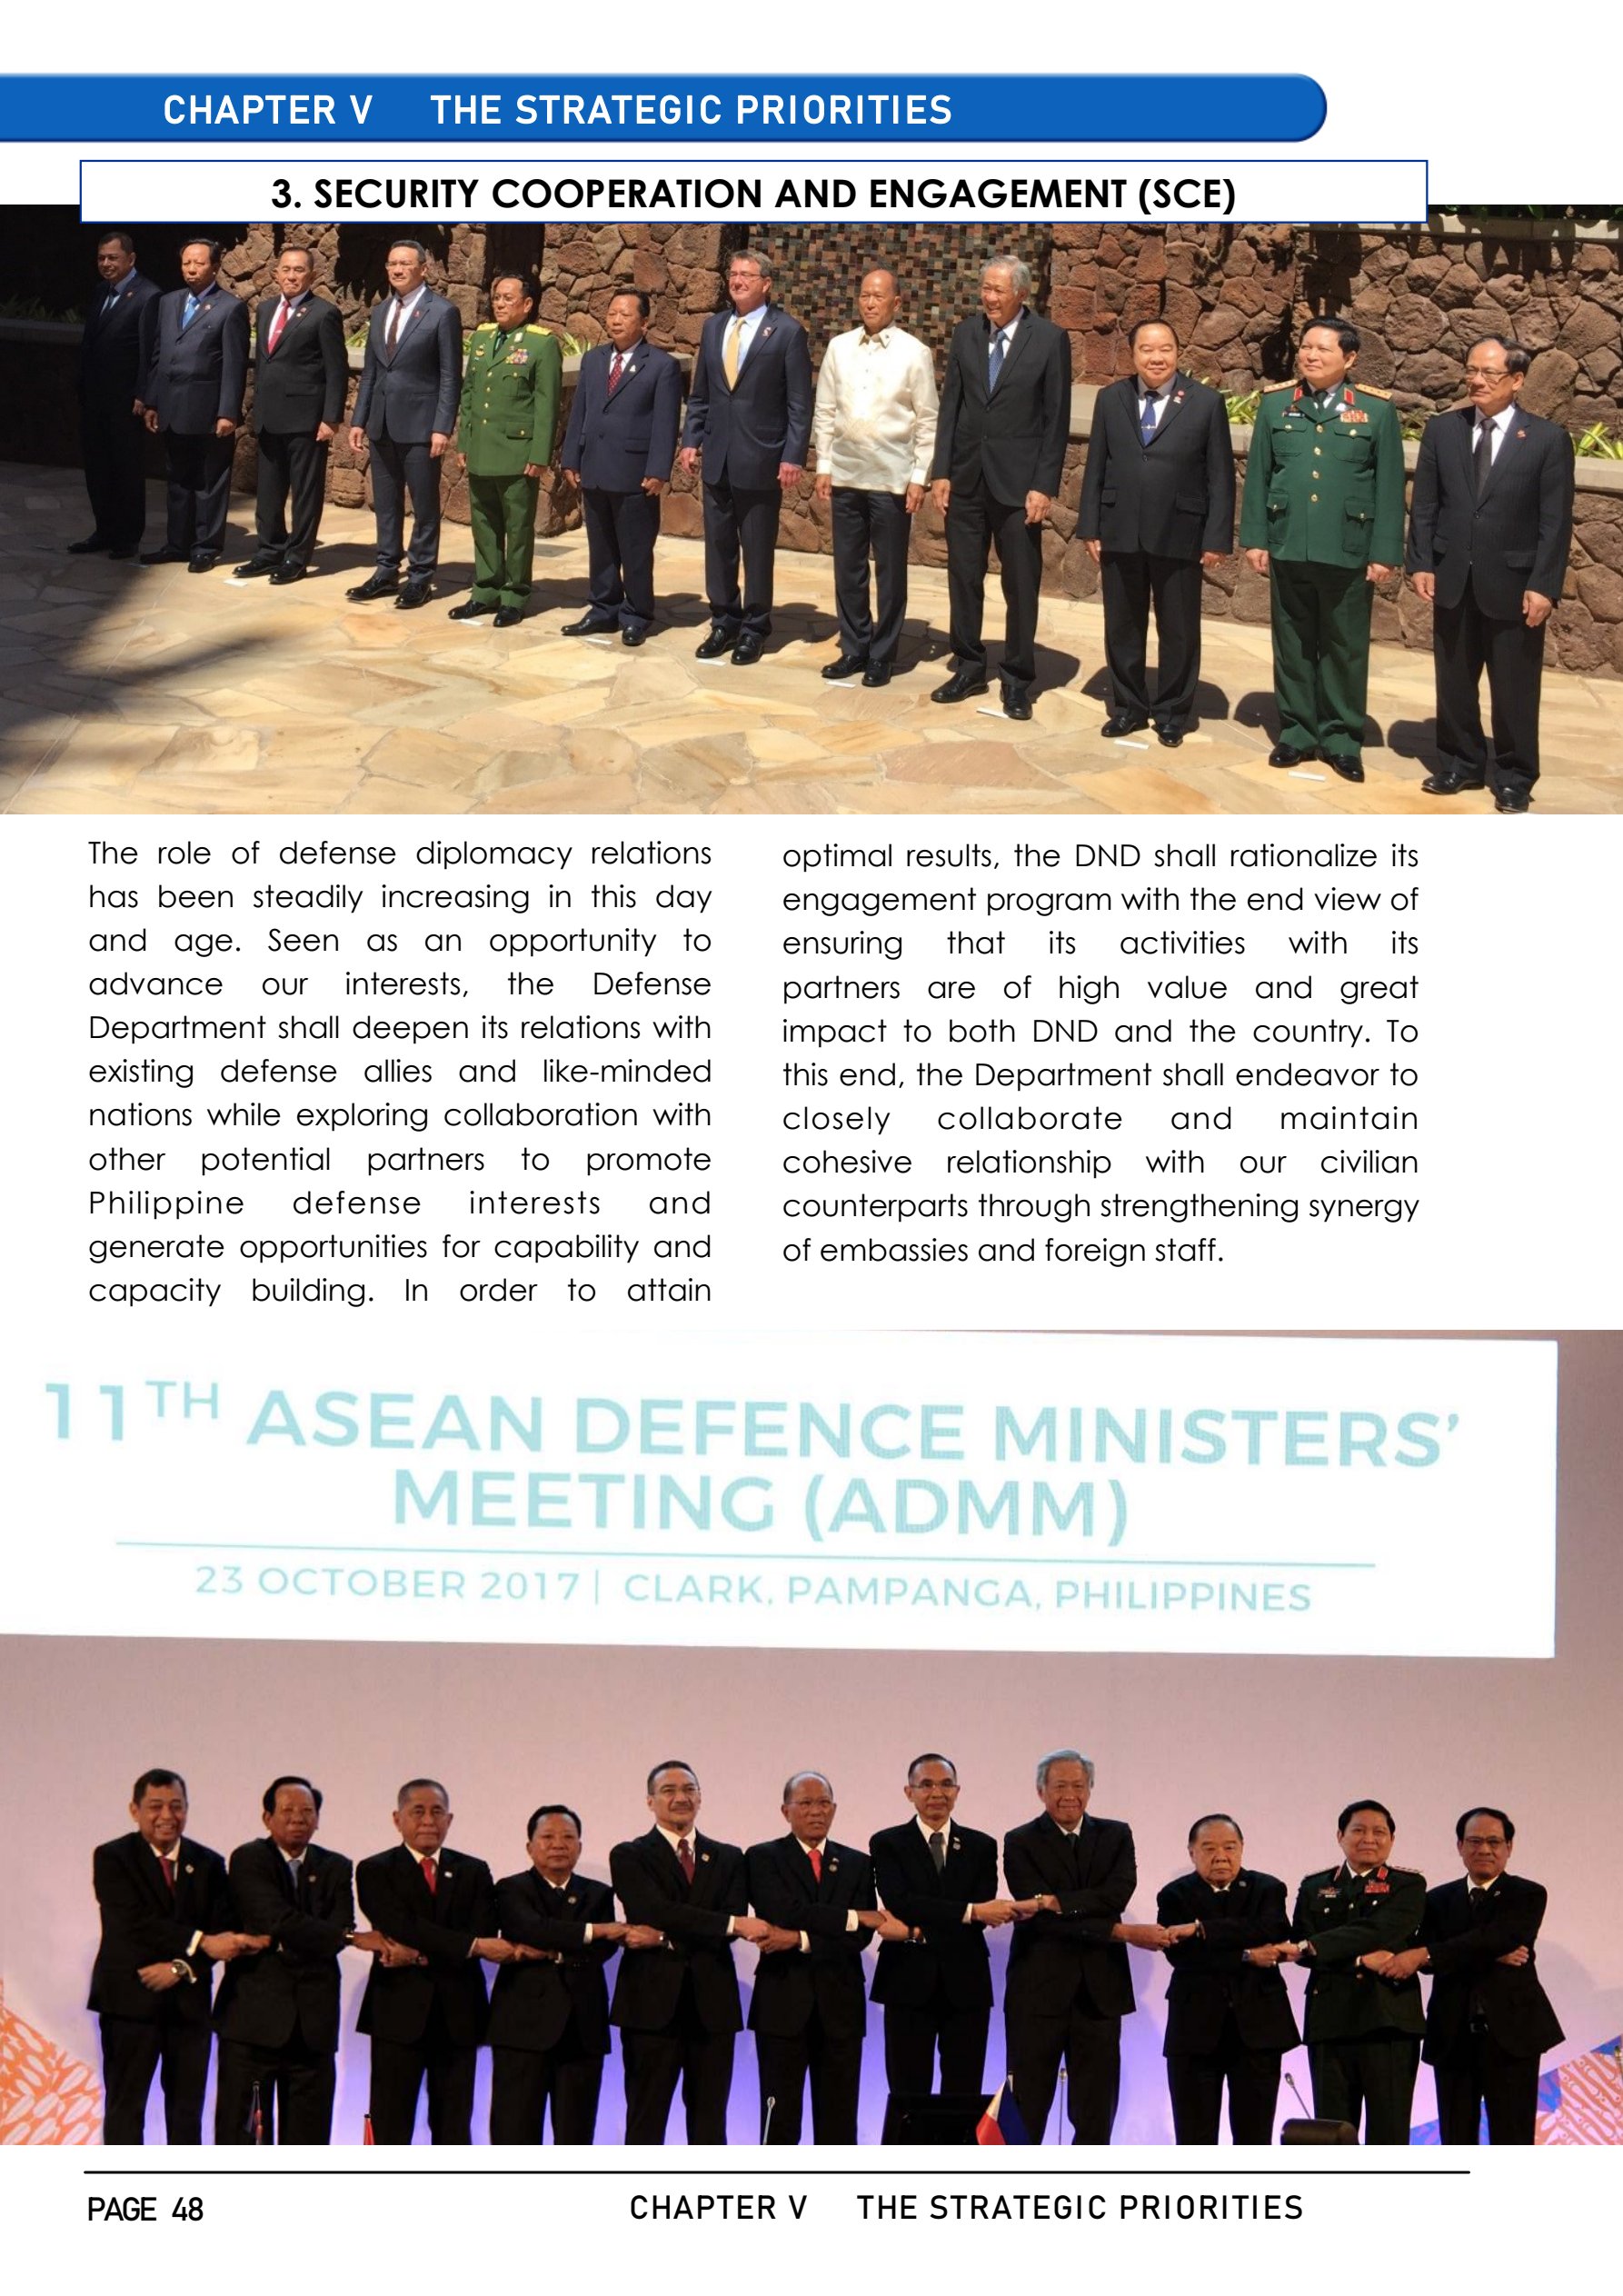 CHAPTER V THE STRATEGIC PRIORITIES
3. SECURITY COOPERATION AND ENGAGEMENT (SCE)
The role of defense diplomacy relations
has been steadily increasing in this day
and age. Seen as an opportunity to
advance our interests, the Defense
Department shall deepen its relations with
existing defense allies and like-minded
nations while exploring collaboration with
other potential partners to promote
Philippine defense interests and
generate opportunities for capability and
capacity building. In order to attain
optimal results, the DND shall rationalize its
engagement program with the end view of
ensuring that its activities with its
partners are of high value and great
impact to both DND and the country. To
this end, the Department shall endeavor to
closely collaborate and maintain
cohesive relationship with our civilian
counterparts through strengthening synergy
of embassies and foreign staff.
11TH ASEAN DEFENCE MINISTERS'
MEETING (ADMM)
23 OCTOBER 2017 | CLARK, PAMPANGA, PHILIPPINES
PAGE 48 CHAPTER V THE STRATEGIC PRIORITIES